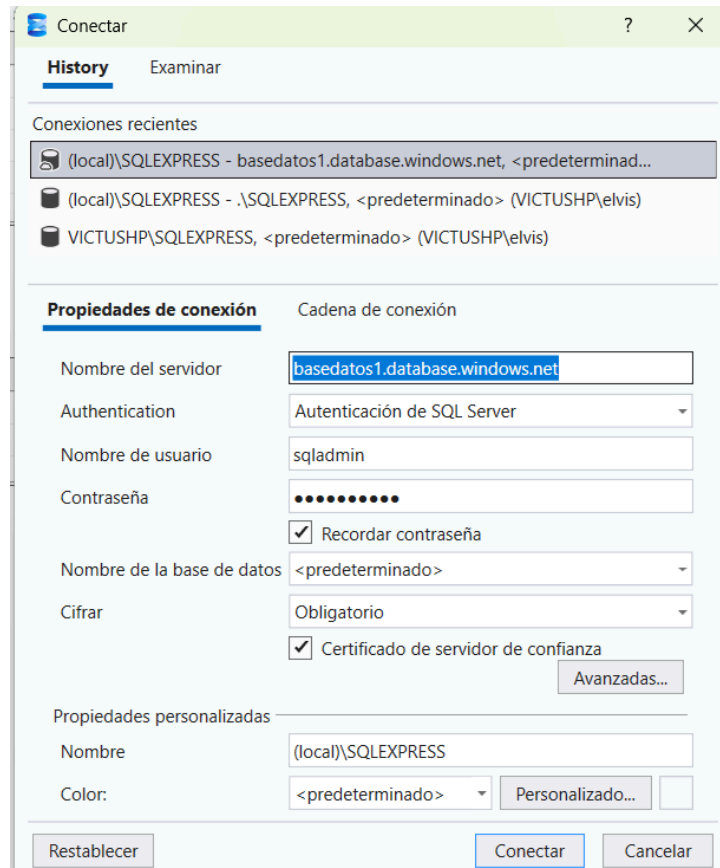 Conectar ? ×
History Examinar
Conexiones recientes
(local)\SQLEXPRESS - basedatos1.database.windows.net, <predeterminad...
(local)\SQLEXPRESS - .\SQLEXPRESS, <predeterminado> (VICTUSHP\elvis)
VICTUSHP\SQLEXPRESS, <predeterminado> (VICTUSHP\elvis)
Propiedades de conexión Cadena de conexión
Nombre del servidor basedatos1.database.windows.net
Authentication Autenticación de SQL Server
Nombre de usuario sqladmin
Contraseña ●●●●●●●●●●
Recordar contraseña
Nombre de la base de datos <predeterminado>
Cifrar Obligatorio
Certificado de servidor de confianza
Avanzadas...
Propiedades personalizadas
Nombre (local)\SQLEXPRESS
Color: <predeterminado> Personalizado...
Restablecer Conectar Cancelar